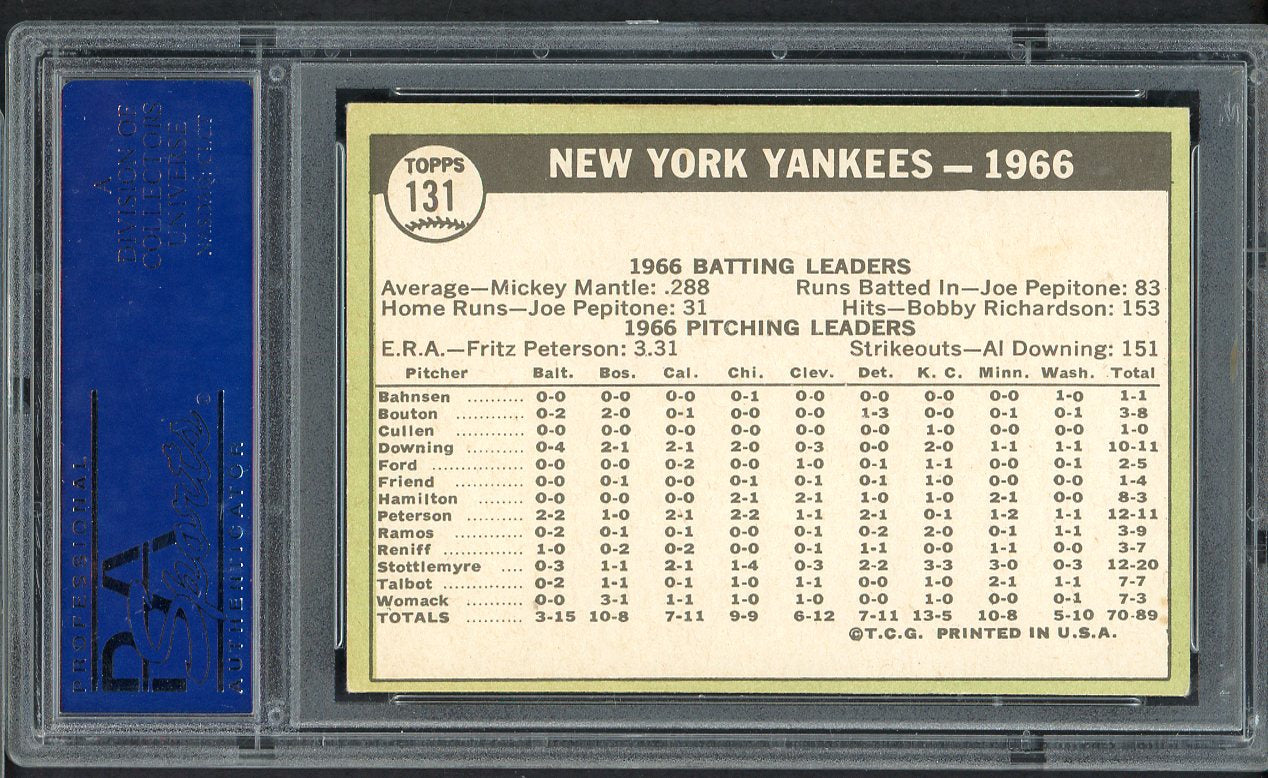 A
DIVISION OF
COLLECTORS
UNIVERSE
NASDAQ: CLCT
PROFESSIONAL
PSA
Sports
AUTHENTICATOR
TOPPS
131
NEW YORK YANKEES — 1966
1966 BATTING LEADERS
Average—Mickey Mantle: .288 Runs Batted In—Joe Pepitone: 83
Home Runs—Joe Pepitone: 31 Hits—Bobby Richardson: 153
1966 PITCHING LEADERS
E.R.A.—Fritz Peterson: 3.31 Strikeouts—Al Downing: 151
Pitcher Balt. Bos. Cal. Chi. Clev. Det. K. C. Minn. Wash. Total
Bahnsen .......... 0-0 0-0 0-0 0-1 0-0 0-0 0-0 0-0 1-0 1-1
Bouton ............ 0-2 2-0 0-1 0-0 0-0 1-3 0-0 0-1 0-1 3-8
Cullen ............ 0-0 0-0 0-0 0-0 0-0 0-0 1-0 0-0 0-0 1-0
Downing .......... 0-4 2-1 2-1 2-0 0-3 0-0 2-0 1-1 1-1 10-11
Ford ................ 0-0 0-0 0-2 0-0 1-0 0-1 1-1 0-0 0-1 2-5
Friend ............. 0-0 0-1 0-0 0-1 0-1 0-1 1-0 0-0 0-0 1-4
Hamilton ........ 0-0 0-0 0-0 2-1 2-1 1-0 1-0 2-1 0-0 8-3
Peterson .......... 2-2 1-0 2-1 2-2 1-1 2-1 0-1 1-2 1-1 12-11
Ramos ............ 0-2 0-1 0-1 0-0 0-1 0-2 2-0 0-1 1-1 3-9
Reniff .............. 1-0 0-2 0-2 0-0 0-1 1-1 0-0 1-1 0-0 3-7
Stottlemyre .... 0-3 1-1 2-1 1-4 0-3 2-2 3-3 3-0 0-3 12-20
Talbot .............. 0-2 1-1 0-1 1-0 1-1 0-0 1-0 2-1 1-1 7-7
Womack .......... 0-0 3-1 1-1 1-0 1-0 0-0 1-0 0-0 0-1 7-3
TOTALS .......... 3-15 10-8 7-11 9-9 6-12 7-11 13-5 10-8 5-10 70-89
©T.C.G. PRINTED IN U.S.A.